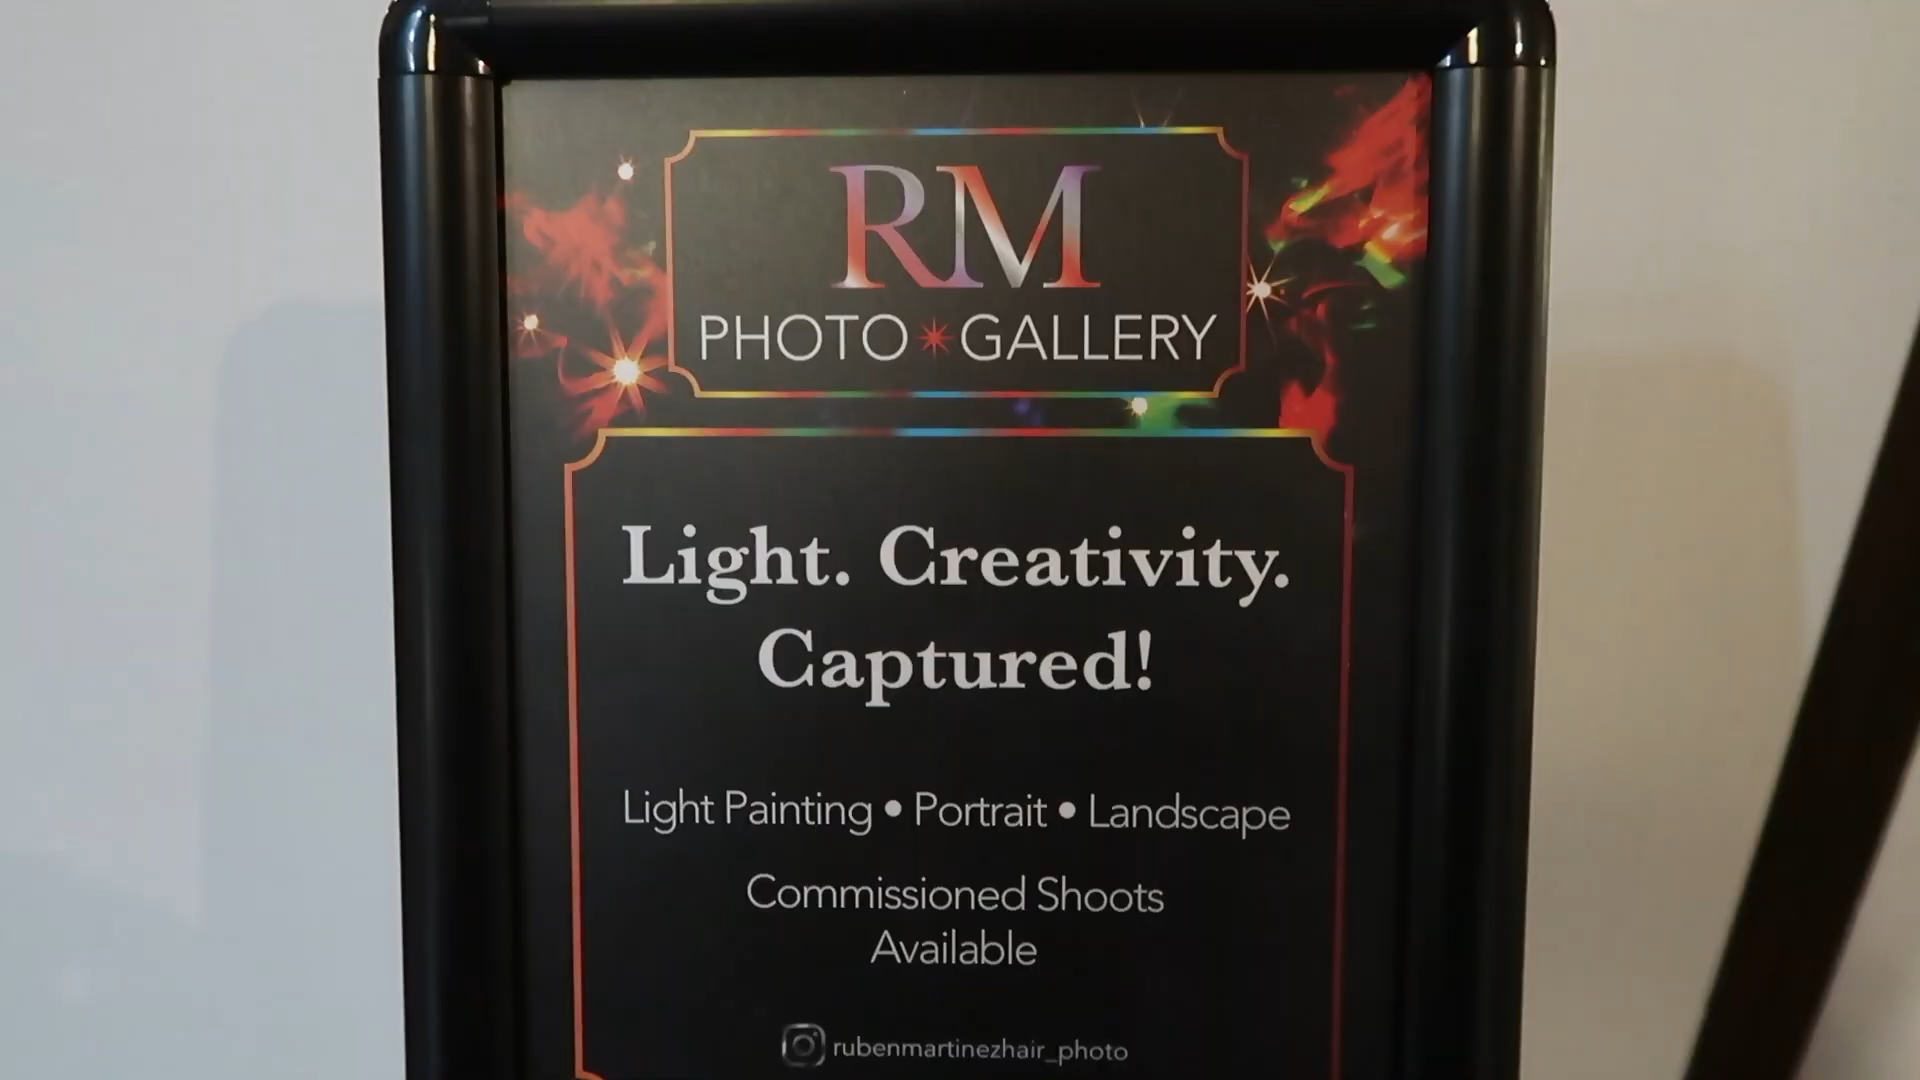 RM
PHOTO GALLERY
Light. Creativity.
Captured!
Light Painting • Portrait • Landscape
Commissioned Shoots
Available
rubenmartinezhair_photo